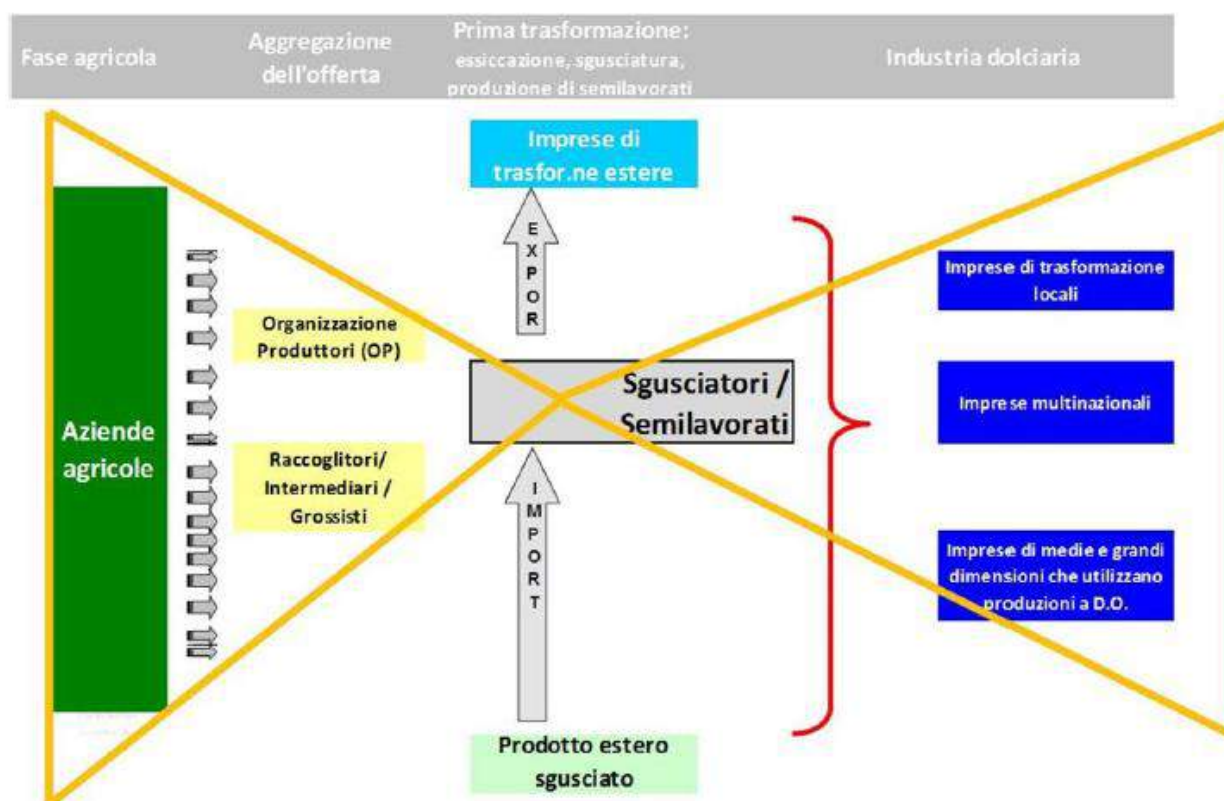 Fase agricola
Aggregazione
dell'offerta
Prima trasformazione:
essiccazione, sgusciatura,
produzione di semilavorati
Industria dolciaria
Imprese di
trasfor.ne estere
EXPOR
Organizzazione
Produttori (OP)
Sgusciatori /
Semilavorati
Aziende
agricole
Raccoglitori/
Intermediari /
Grossisti
IMPORT
Prodotto estero
sgusciato
Imprese di trasformazione
locali
Imprese multinazionali
Imprese di medie e grandi
dimensioni che utilizzano
produzioni a D.O.